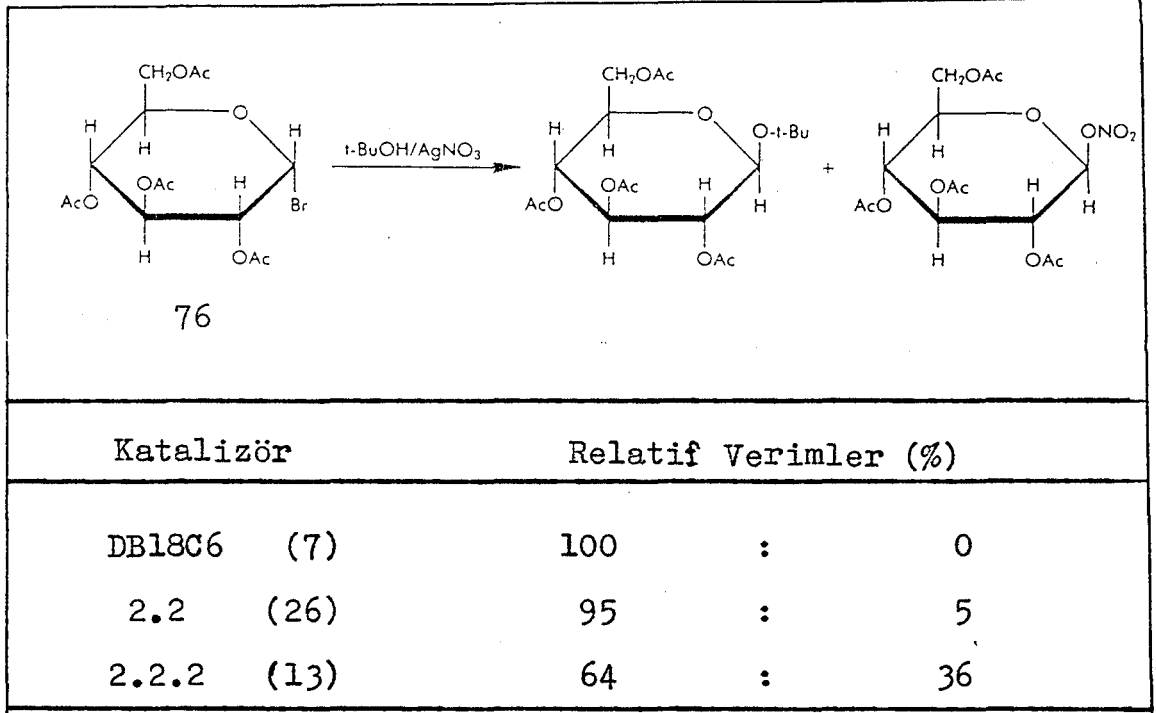 CH₂OAc
O
H
H
H
OAc
H
AcO
Br
H
OAc
76
t-BuOH/AgNO₃
CH₂OAc
O
O-t-Bu
H
H
OAc
H
AcO
H
H
OAc
+
CH₂OAc
O
ONO₂
H
H
OAc
H
AcO
H
H
OAc
Katalizör Relatif Verimler (%)
DB18C6 (7) 100 : 0
2.2 (26) 95 : 5
2.2.2 (13) 64 : 36